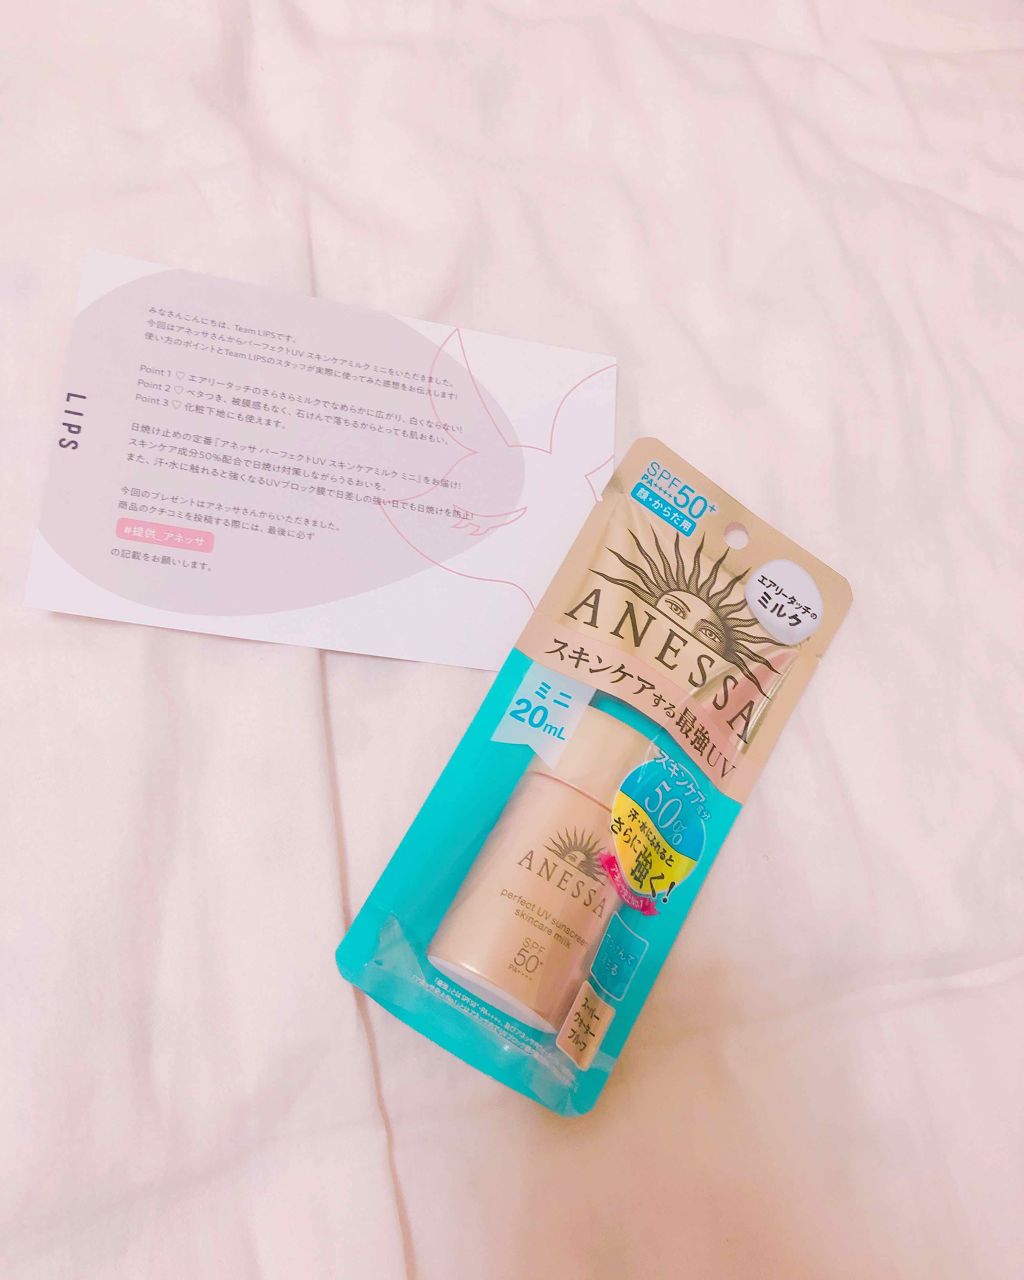 みなさんこんにちは、Team LIPSです、
今回はアネッサさんからパーフェクトUV スキンケアミルク ミニをいただきました。
使い方のポイントとTeam LIPSのスタッフが実際に使ってみた感想をお伝えします!
Point 1 ♡ エアリータッチのさらさらミルクでなめらかに広がり、白くならない!
Point 2 ♡ ベタつき、被膜感もなく、石けんで落ちるからとっても肌おもい。
Point 3 ♡ 化粧下地にも使えます。
日焼け止めの定番『アネッサ パーフェクトUV スキンケアミルク ミニ』をお届け!
スキンケア成分50%配合で日焼け対策しながらうるおいを。
また、汗・水に触れると強くなるUVブロック膜で日差しの強い日でも日焼けを防止!
今回のプレゼントはアネッサさんからいただきました。
商品のクチコミを投稿する際には、最後に必ず
#提供_アネッサ
の記載をお願いします。
LIPS
SPF50+
PA++++
顔・からだ用
エアリータッチの
ミルク
ANESSA
スキンケアする最強UV
ミニ
20mL
スキンケア成分
50%
汗・水にふれると
さらに強く!
ANESSA
perfect UV sunscreen
skincare milk
SPF
50+
PA++++
スーパー
ウォーター
プルーフ